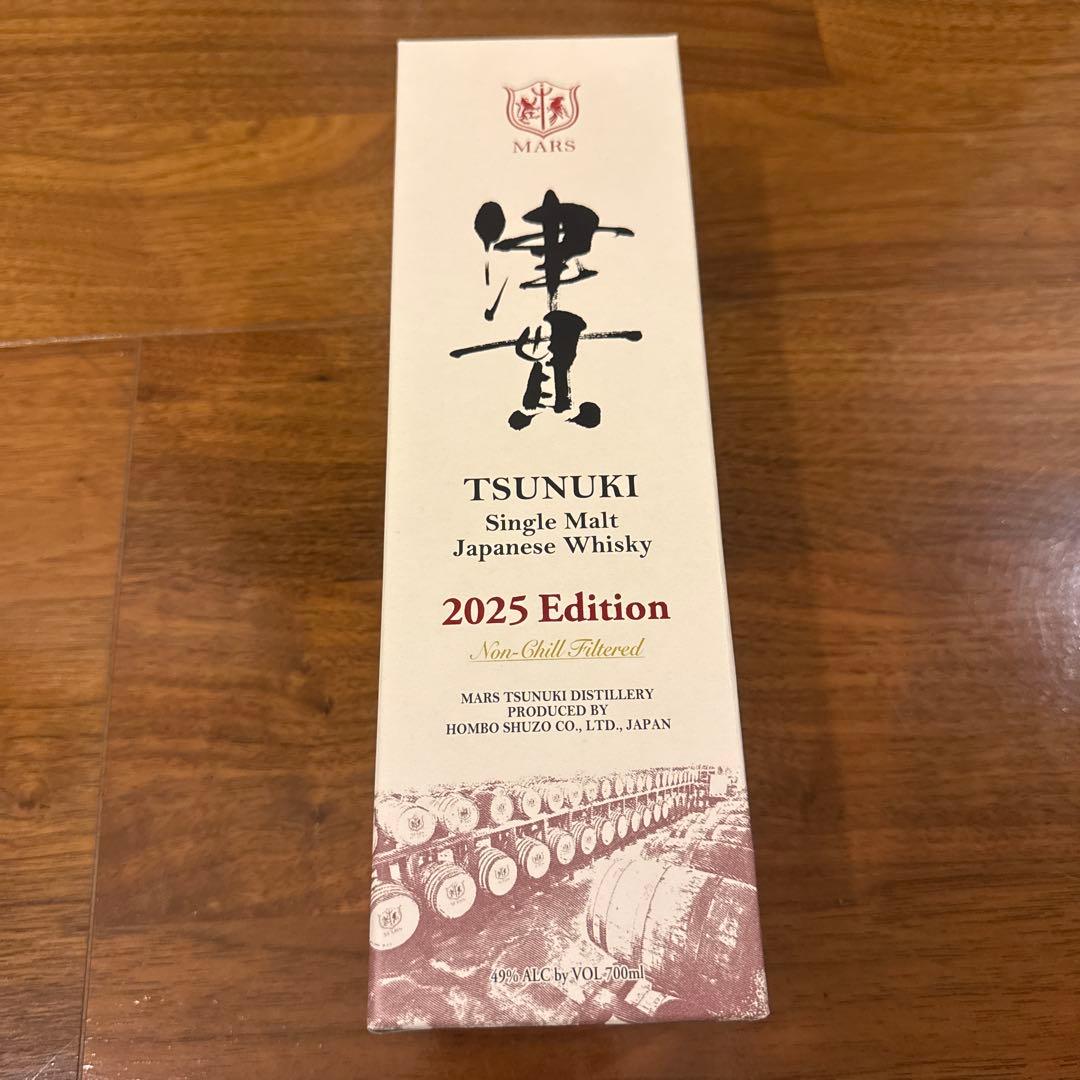 MARS
津貫
TSUNUKI
Single Malt
Japanese Whisky
2025 Edition
Non-Chill Filtered
MARS TSUNUKI DISTILLERY
PRODUCED BY
HOMBO SHUZO CO., LTD., JAPAN
49% ALC by VOL 700ml